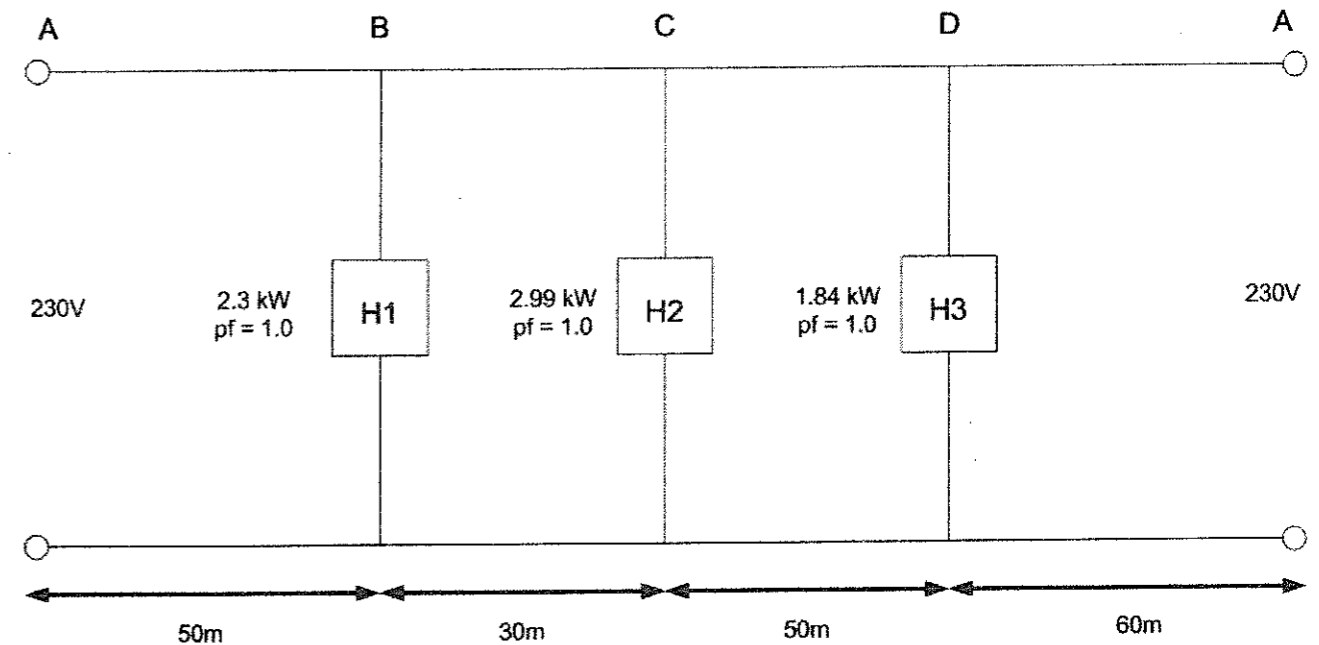 A B C D A
230V
2.3 kW
pf = 1.0
H1
2.99 kW
pf = 1.0
H2
1.84 kW
pf = 1.0
H3
230V
50m 30m 50m 60m